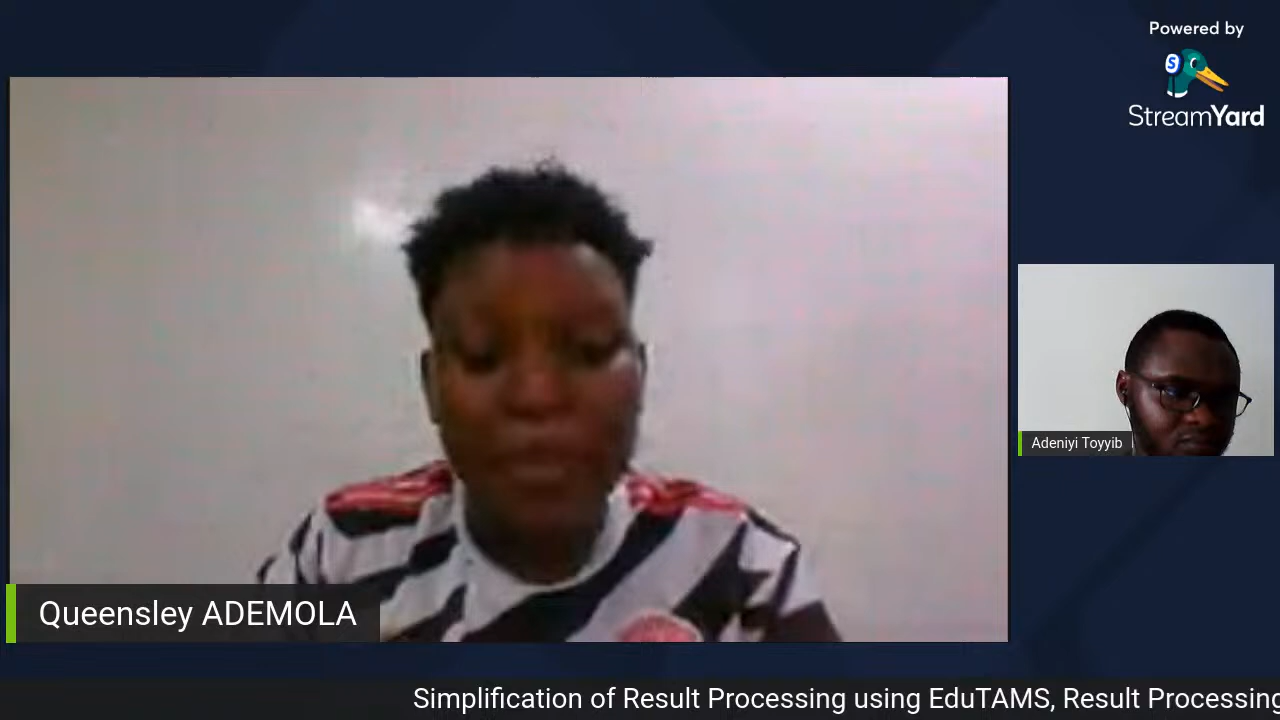 Powered by
S
StreamYard
Adeniyi Toyyib
Queensley ADEMOLA
Simplification of Result Processing using EduTAMS, Result Processing